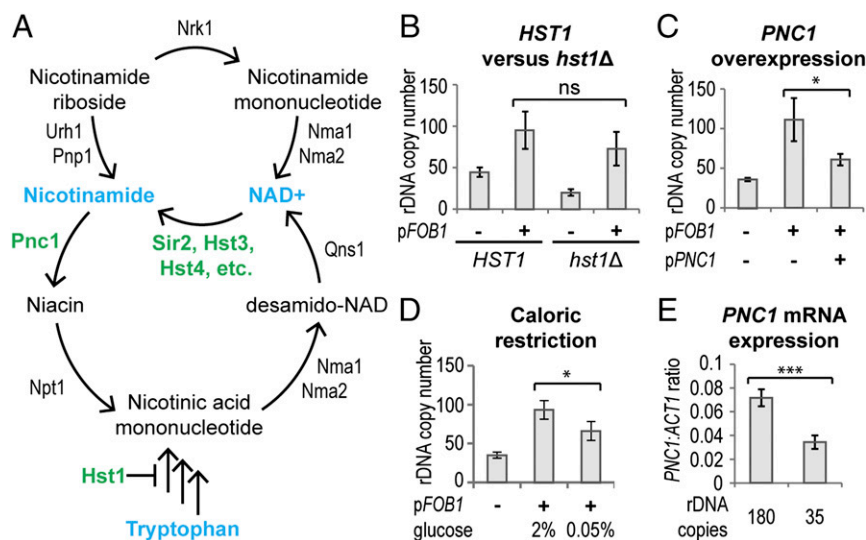 A
Nrk1
Nicotinamide
riboside
Nicotinamide
mononucleotide
Urh1
Pnp1
Nma1
Nma2
Nicotinamide
NAD+
Pnc1
Sir2, Hst3,
Hst4, etc.
Qns1
Niacin
desamido-NAD
Npt1
Nma1
Nma2
Nicotinic acid
mononucleotide
Hst1
Tryptophan
B
HST1
versus hst1Δ
rDNA copy number
150
100
50
0
ns
pFOB1 - + - +
HST1 hst1Δ
C
PNC1
overexpression
rDNA copy number
150
100
50
0
*
pFOB1 - + +
pPNC1 - - +
D
Caloric
restriction
rDNA copy number
150
100
50
0
*
pFOB1 - + +
glucose 2% 0.05%
E
PNC1 mRNA
expression
PNC1:ACT1 ratio
0.1
0.08
0.06
0.04
0.02
0
***
rDNA
copies 180 35